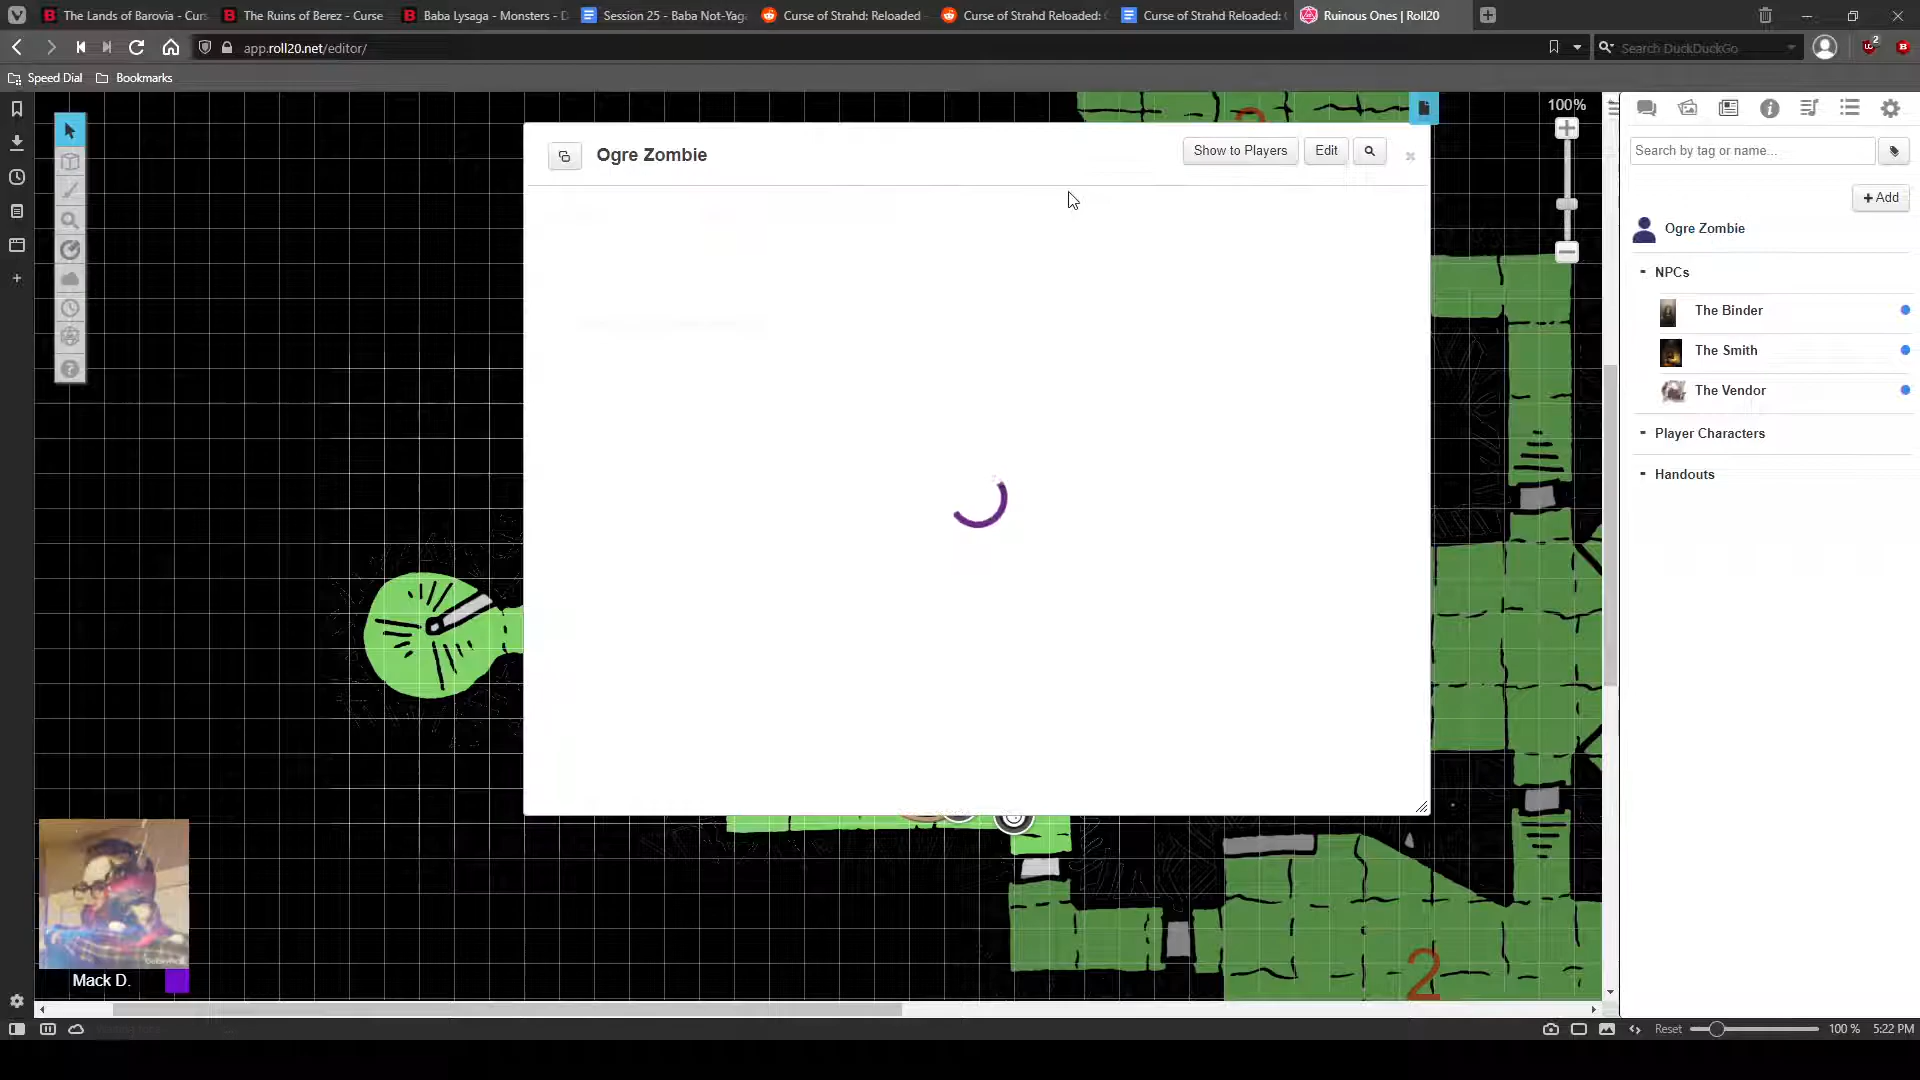 The Lands of Barovia - Cur
The Ruins of Berez - Curse
Baba Lysaga - Monsters - D
Session 25 - Baba Not-Yag
Curse of Strahd: Reloaded
Curse of Strahd Reloaded:
Curse of Strahd Reloaded:
Ruinous Ones | Roll20
app.roll20.net/editor/
Search DuckDuckGo
2
Speed Dial
Bookmarks
100%
Ogre Zombie
Show to Players
Edit
Search by tag or name...
+ Add
Ogre Zombie
- NPCs
The Binder
The Smith
The Vendor
- Player Characters
- Handouts
2
Mack D.
Reset
100 %
5:22 PM